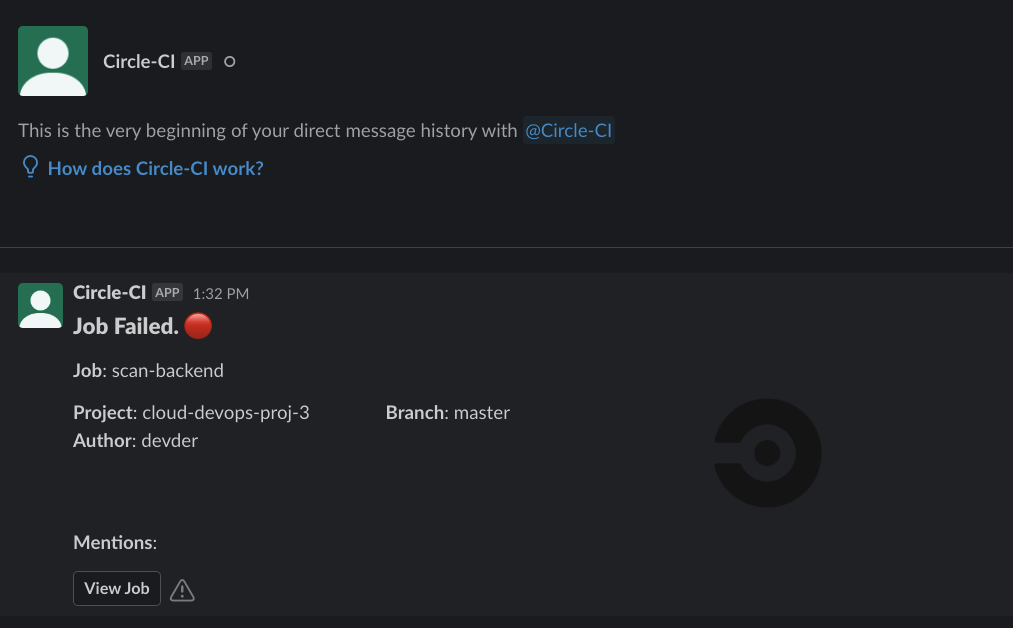 Circle-CI APP
This is the very beginning of your direct message history with @Circle-CI
How does Circle-CI work?
Circle-CI APP 1:32 PM
Job Failed. 🔴
Job: scan-backend
Project: cloud-devops-proj-3 Branch: master
Author: devder
Mentions:
View Job